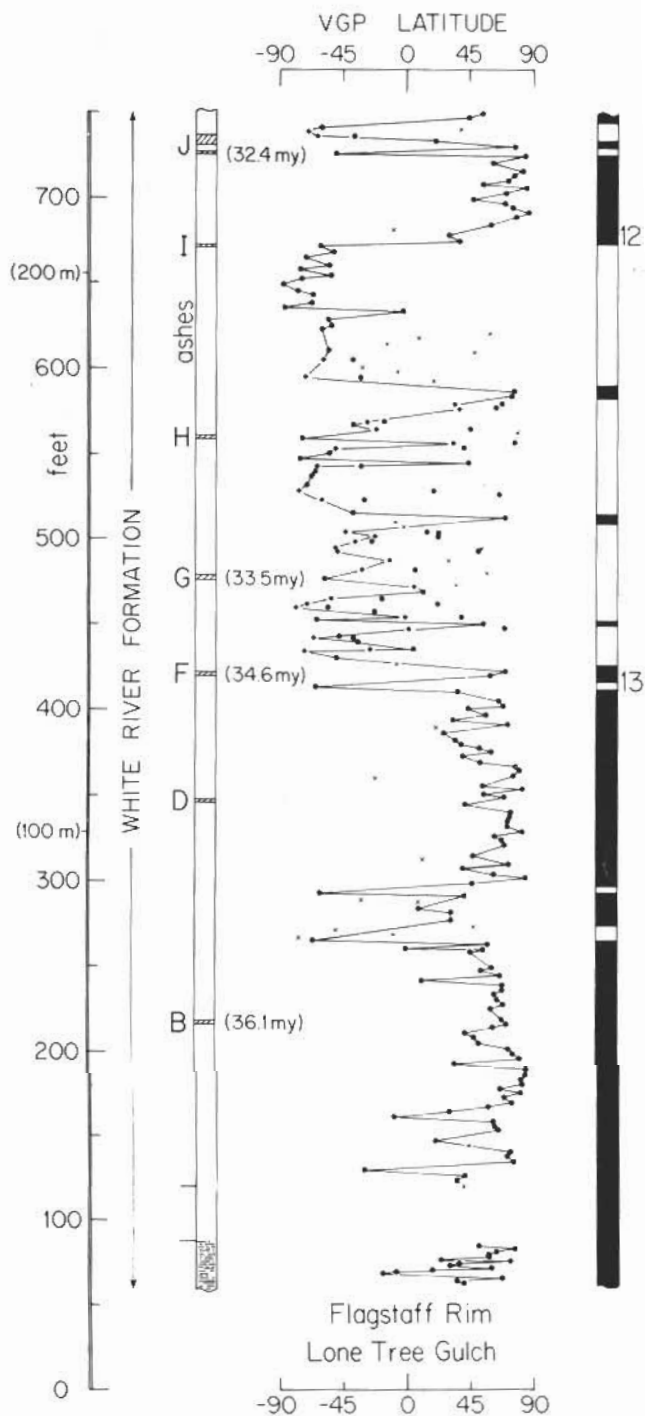 VGP LATITUDE
-90 -45 0 45 90
J (32.4 my)
700
12
I
(200 m)
ashes
600
H
feet
500
G (33.5 my)
WHITE RIVER FORMATION
F (34.6 my)
13
400
D
(100 m)
300
B (36.1 my)
200
100
Flagstaff Rim
Lone Tree Gulch
0
-90 -45 0 45 90